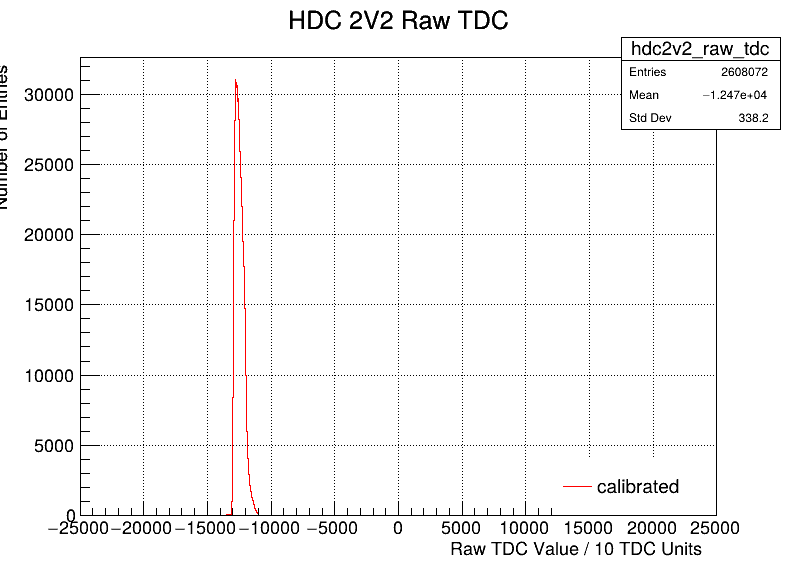 HDC 2V2 Raw TDC
hdc2v2_raw_tdc
Entries 2608072
Mean −1.247e+04
Std Dev 338.2
Number of Entries
30000
25000
20000
15000
10000
5000
0
calibrated
−25000 −20000 −15000 −10000 −5000 0 5000 10000 15000 20000 25000
Raw TDC Value / 10 TDC Units